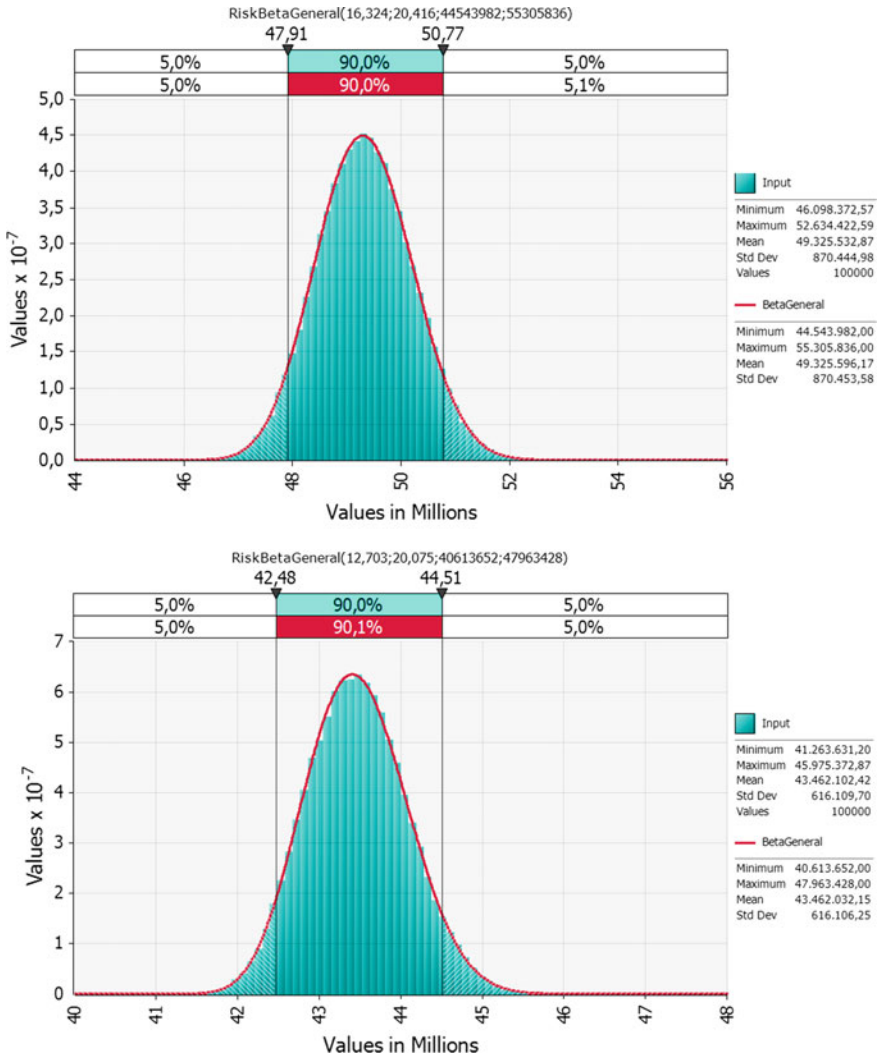 RiskBetaGeneral(16,324;20,416;44543982;55305836)
47,91 50,77
5,0% 90,0% 5,0%
5,0% 90,0% 5,1%
5,0
4,5
4,0
3,5
3,0
2,5
2,0
1,5
1,0
0,5
0,0
Values x 10^-7
44 46 48 50 52 54 56
Values in Millions
Input
Minimum 46.098.372,57
Maximum 52.634.422,59
Mean 49.325.532,87
Std Dev 870.444,98
Values 100000
BetaGeneral
Minimum 44.543.982,00
Maximum 55.305.836,00
Mean 49.325.596,17
Std Dev 870.453,58
RiskBetaGeneral(12,703;20,075;40613652;47963428)
42,48 44,51
5,0% 90,0% 5,0%
5,0% 90,1% 5,0%
7
6
5
4
3
2
1
0
Values x 10^-7
40 41 42 43 44 45 46 47 48
Values in Millions
Input
Minimum 41.263.631,20
Maximum 45.975.372,87
Mean 43.462.102,42
Std Dev 616.109,70
Values 100000
BetaGeneral
Minimum 40.613.652,00
Maximum 47.963.428,00
Mean 43.462.032,15
Std Dev 616.106,25